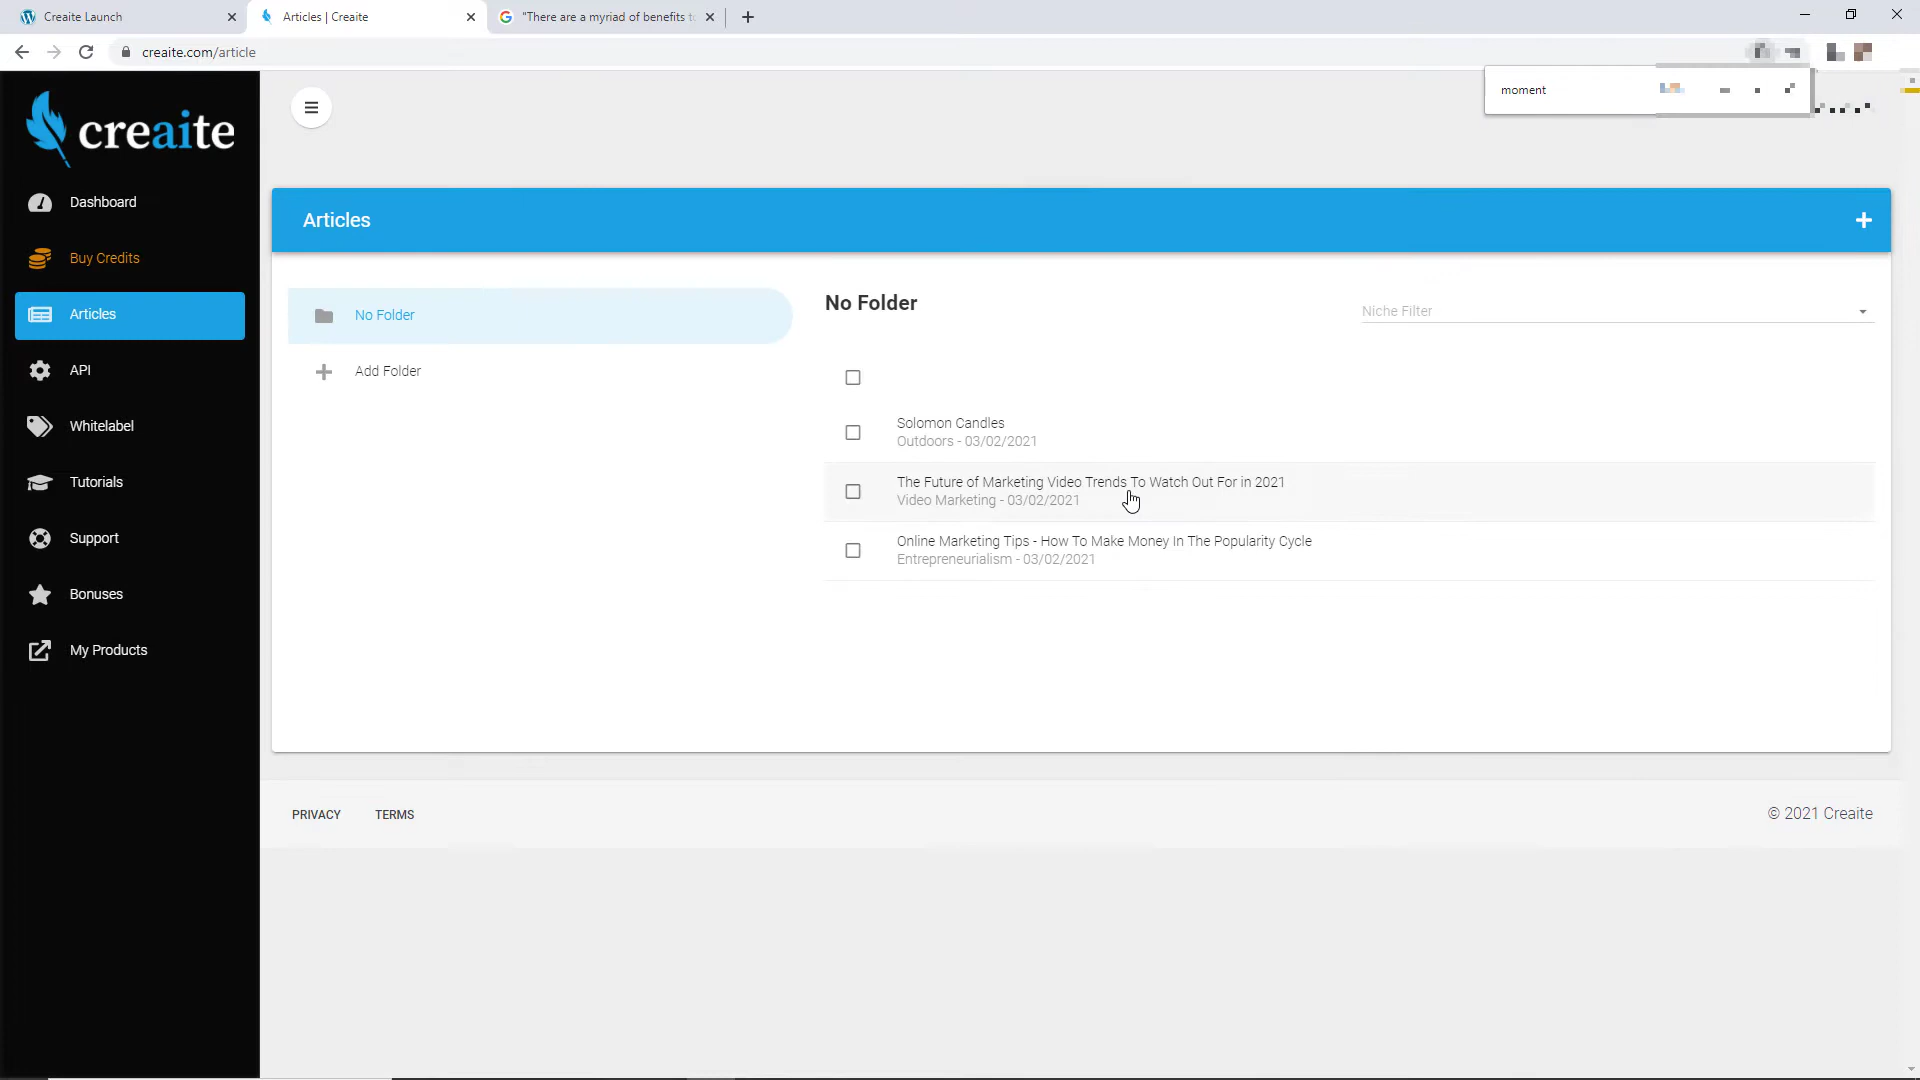 Creaite Launch
Articles | Creaite
"There are a myriad of benefits to
creaite.com/article
moment
creaite
Dashboard
Buy Credits
Articles
API
Whitelabel
Tutorials
Support
Bonuses
My Products
Articles
No Folder
Add Folder
No Folder
Niche Filter
Solomon Candles
Outdoors - 03/02/2021
The Future of Marketing Video Trends To Watch Out For in 2021
Video Marketing - 03/02/2021
Online Marketing Tips - How To Make Money In The Popularity Cycle
Entrepreneurialism - 03/02/2021
PRIVACY
TERMS
© 2021 Creaite